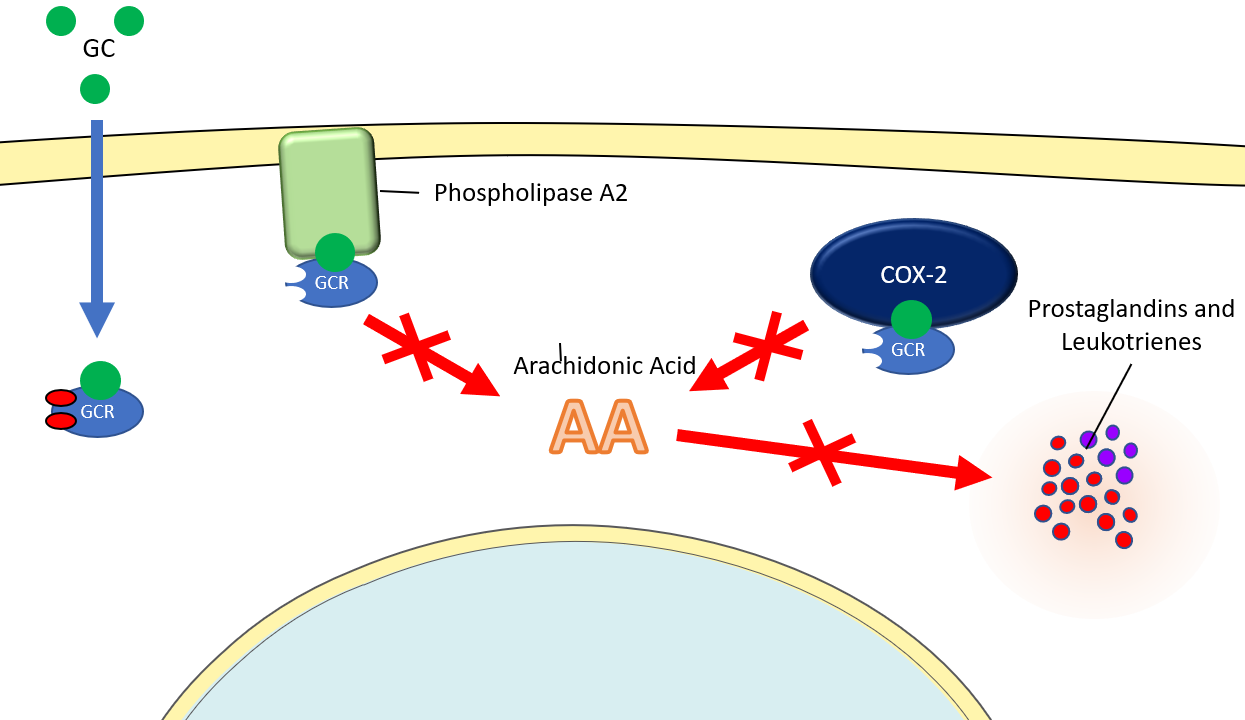 GC
Phospholipase A2
GCR
COX-2
GCR
Prostaglandins and
Leukotrienes
Arachidonic Acid
AA
GCR